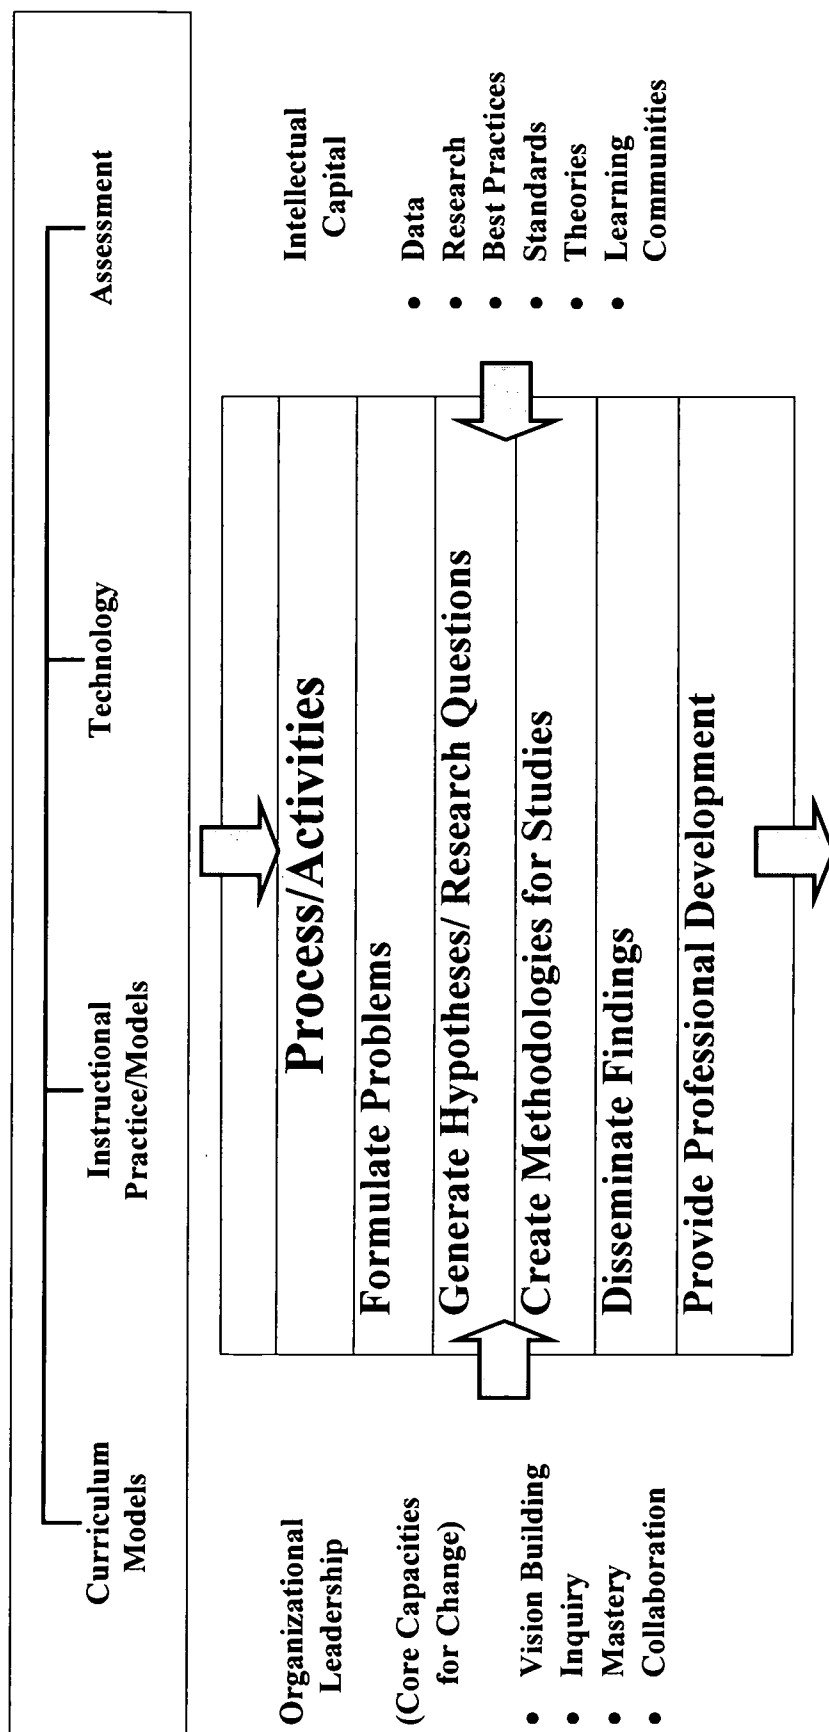 Curriculum
Models
Instructional
Practice/Models
Technology
Assessment
Organizational
Leadership
(Core Capacities
for Change)
• Vision Building
• Inquiry
• Mastery
• Collaboration
Process/Activities
Formulate Problems
Generate Hypotheses/ Research Questions
Create Methodologies for Studies
Disseminate Findings
Provide Professional Development
Intellectual
Capital
• Data
• Research
• Best Practices
• Standards
• Theories
• Learning
Communities